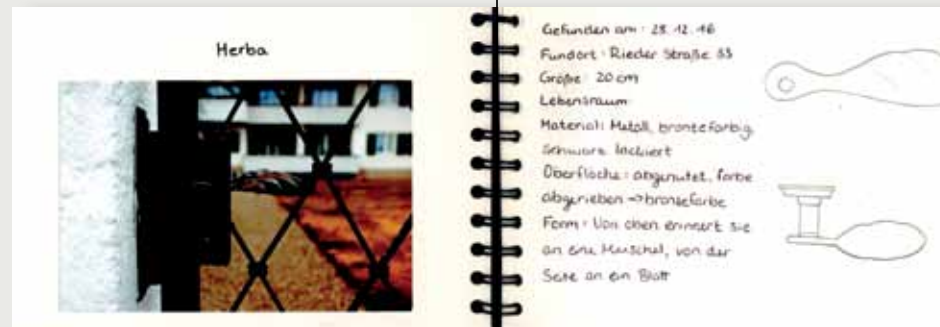 Herba
Gefunden am: 28.12.16
Fundort: Rieder Straße 33
Größe: 20 cm
Lebensraum
Material: Metall, bronzefarbig,
schwarz lackiert
Oberfläche: abgenutzt, farbe
abgerieben → bronzefarbe
Form: Von oben erinnert sie
an eine Muschel, von der
Seite an ein Blatt